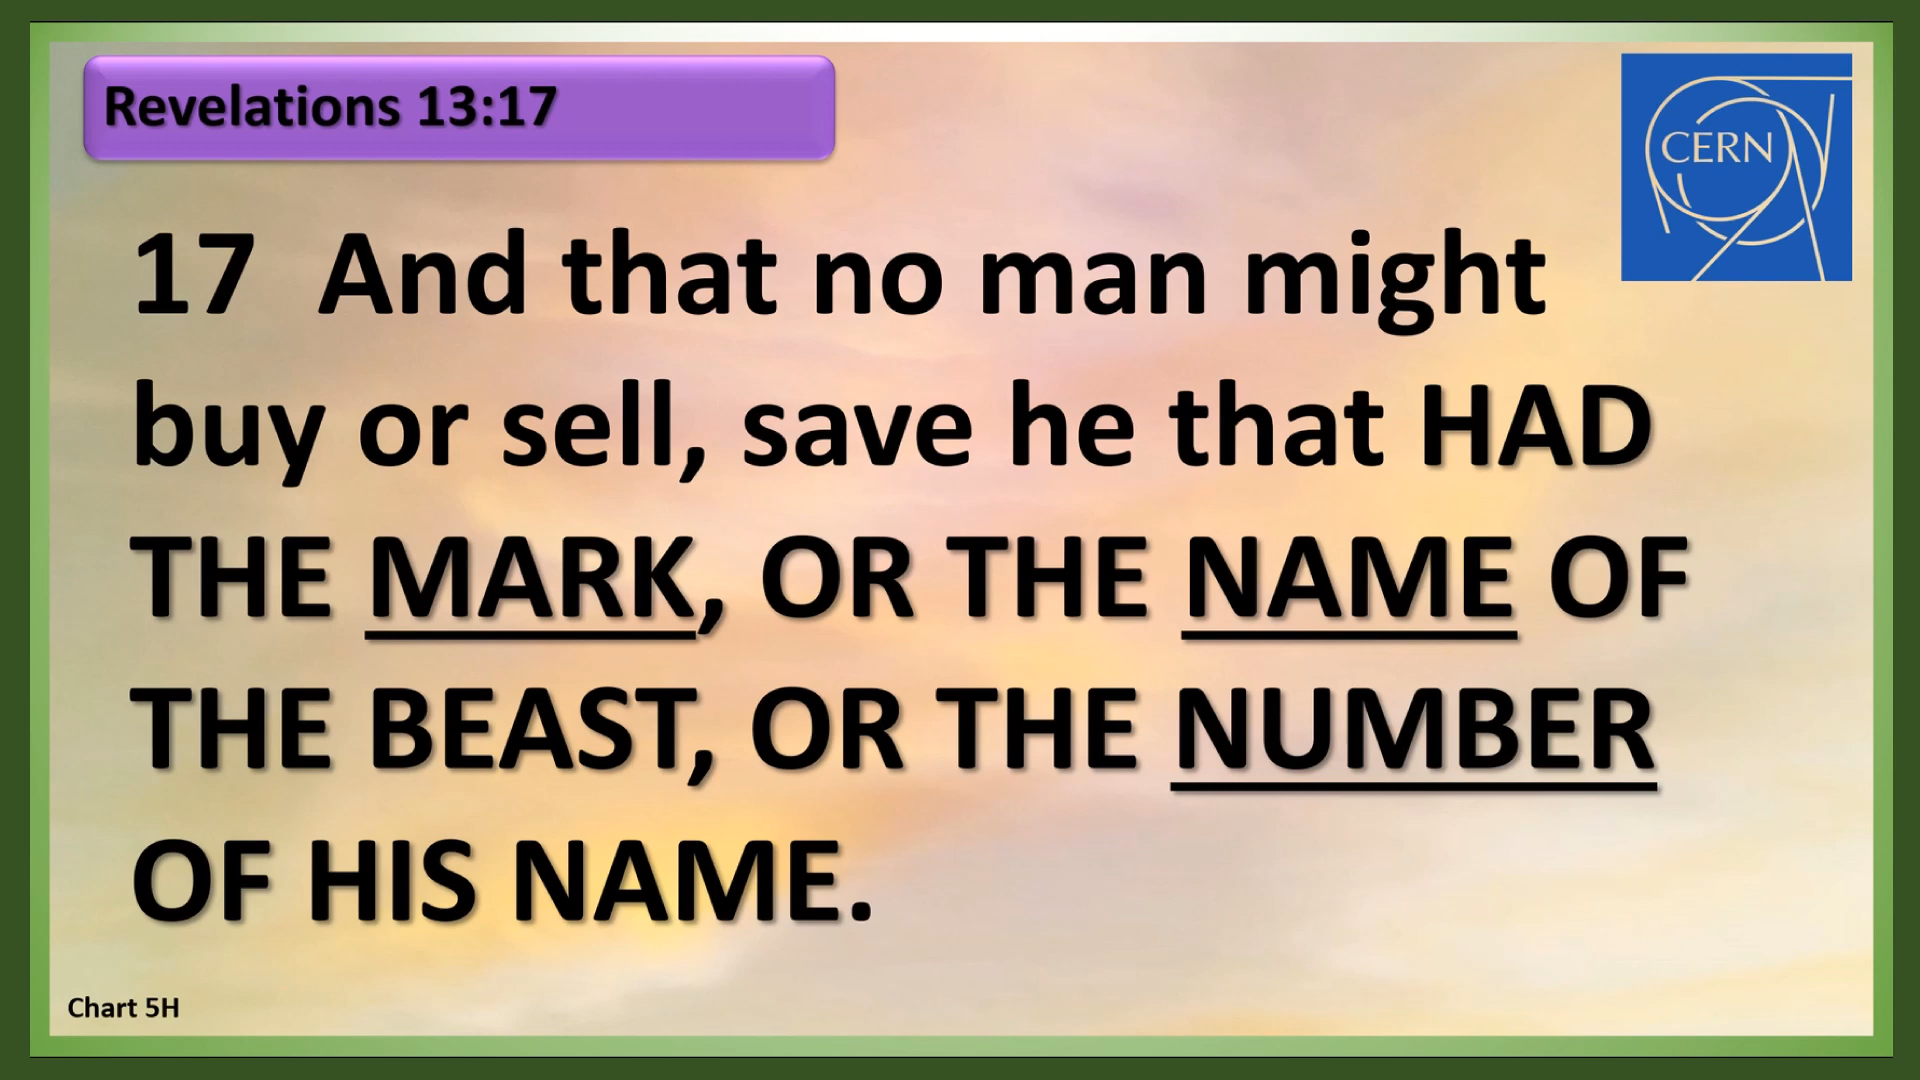 Revelations 13:17
CERN
17 And that no man might
buy or sell, save he that HAD
THE MARK, OR THE NAME OF
THE BEAST, OR THE NUMBER
OF HIS NAME.
Chart 5H